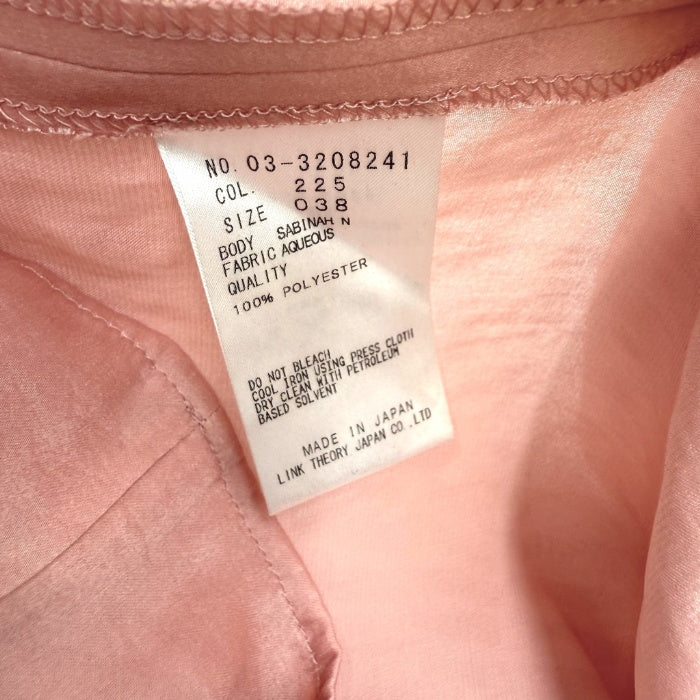 NO. 03-3208241
COL. 225
SIZE 038
BODY SABINAH N
FABRIC AQUEOUS
QUALITY
100% POLYESTER
DO NOT BLEACH
COOL IRON USING PRESS CLOTH
DRY CLEAN WITH PETROLEUM
BASED SOLVENT
MADE IN JAPAN
LINK THEORY JAPAN CO.,LTD